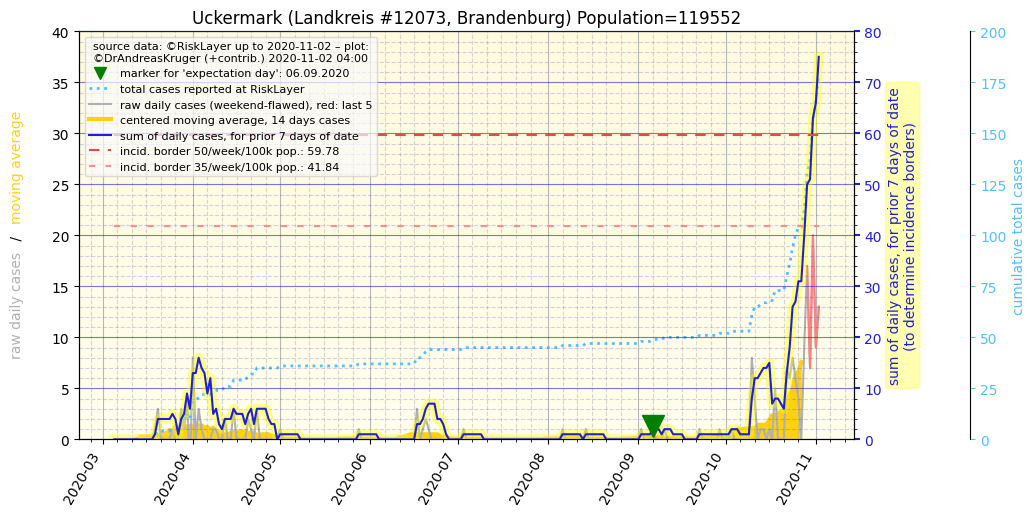 Uckermark (Landkreis #12073, Brandenburg) Population=119552
source data: ©RiskLayer up to 2020-11-02 – plot:
©DrAndreasKruger (+contrib.) 2020-11-02 04:00
marker for 'expectation day': 06.09.2020
total cases reported at RiskLayer
raw daily cases (weekend-flawed), red: last 5
centered moving average, 14 days cases
sum of daily cases, for prior 7 days of date
incid. border 50/week/100k pop.: 59.78
incid. border 35/week/100k pop.: 41.84
raw daily cases / moving average
40
35
30
25
20
15
10
5
0
80
70
60
50
40
30
20
10
0
sum of daily cases, for prior 7 days of date
(to determine incidence borders)
200
175
150
125
100
75
50
25
0
cumulative total cases
2020-03
2020-04
2020-05
2020-06
2020-07
2020-08
2020-09
2020-10
2020-11